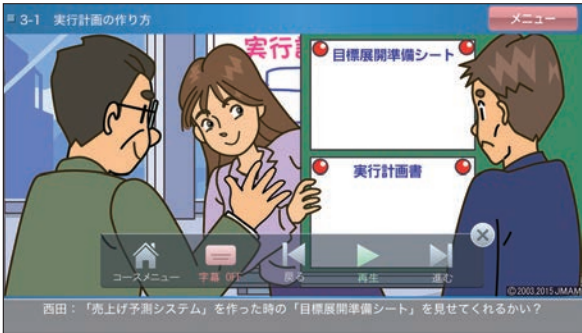 3-1 実行計画の作り方
メニュー
実行
目標展開準備シート
実行計画書
コースメニュー
字幕 OFF
戻る
再生
進む
©2003,2015 JMAM
西田：「売上げ予測システム」を作った時の「目標展開準備シート」を見せてくれるかい？